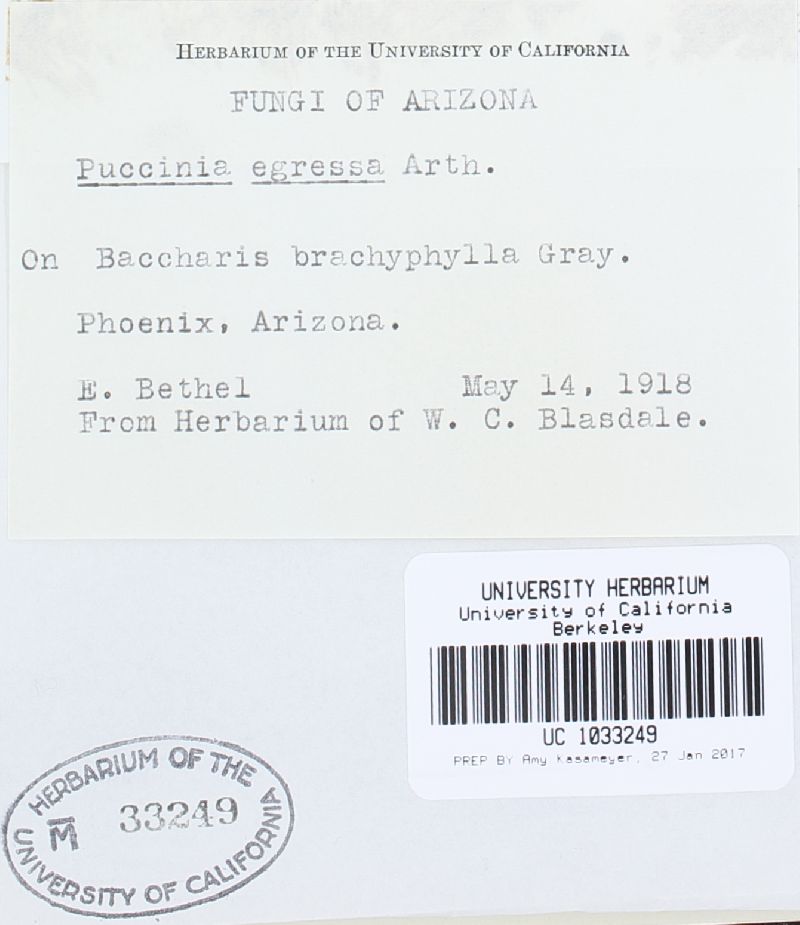 HERBARIUM OF THE UNIVERSITY OF CALIFORNIA
FUNGI OF ARIZONA
Puccinia egressa Arth.
On Baccharis brachyphylla Gray.
Phoenix, Arizona.
E. Bethel May 14, 1918
From Herbarium of W. C. Blasdale.
UNIVERSITY HERBARIUM
University of California
Berkeley
UC 1033249
PREP BY Amy Kasameyer, 27 Jan 2017
HERBARIUM OF THE
M 33249
UNIVERSITY OF CALIFORNIA